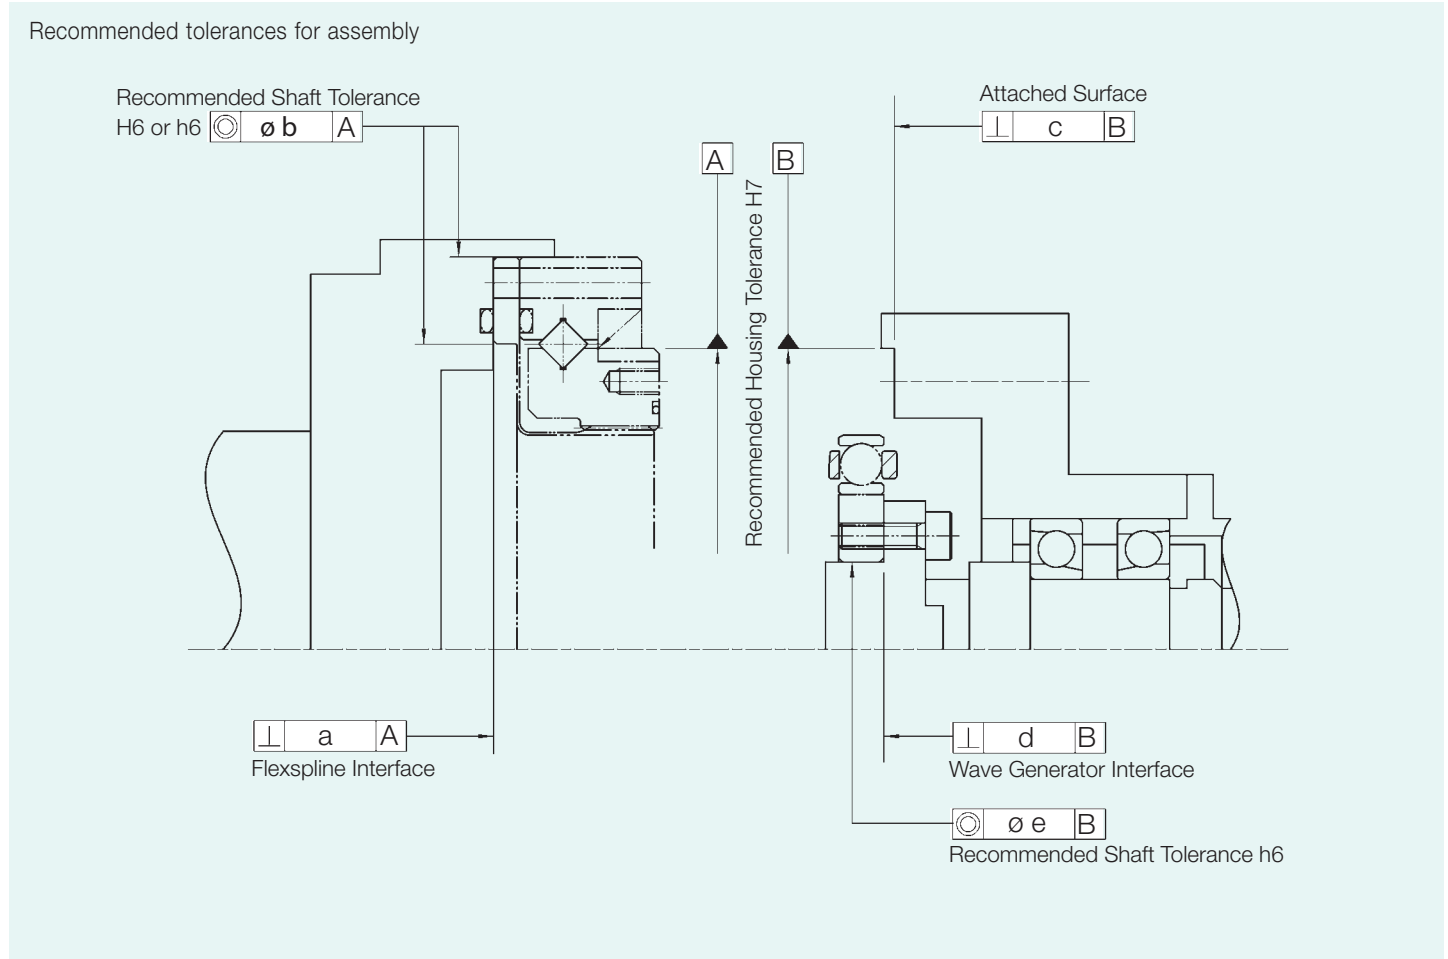 Recommended tolerances for assembly
Recommended Shaft Tolerance
H6 or h6 ◎ ø b A
Attached Surface
⊥ c B
A
B
Recommended Housing Tolerance H7
⊥ a A
Flexspline Interface
⊥ d B
Wave Generator Interface
◎ ø e B
Recommended Shaft Tolerance h6